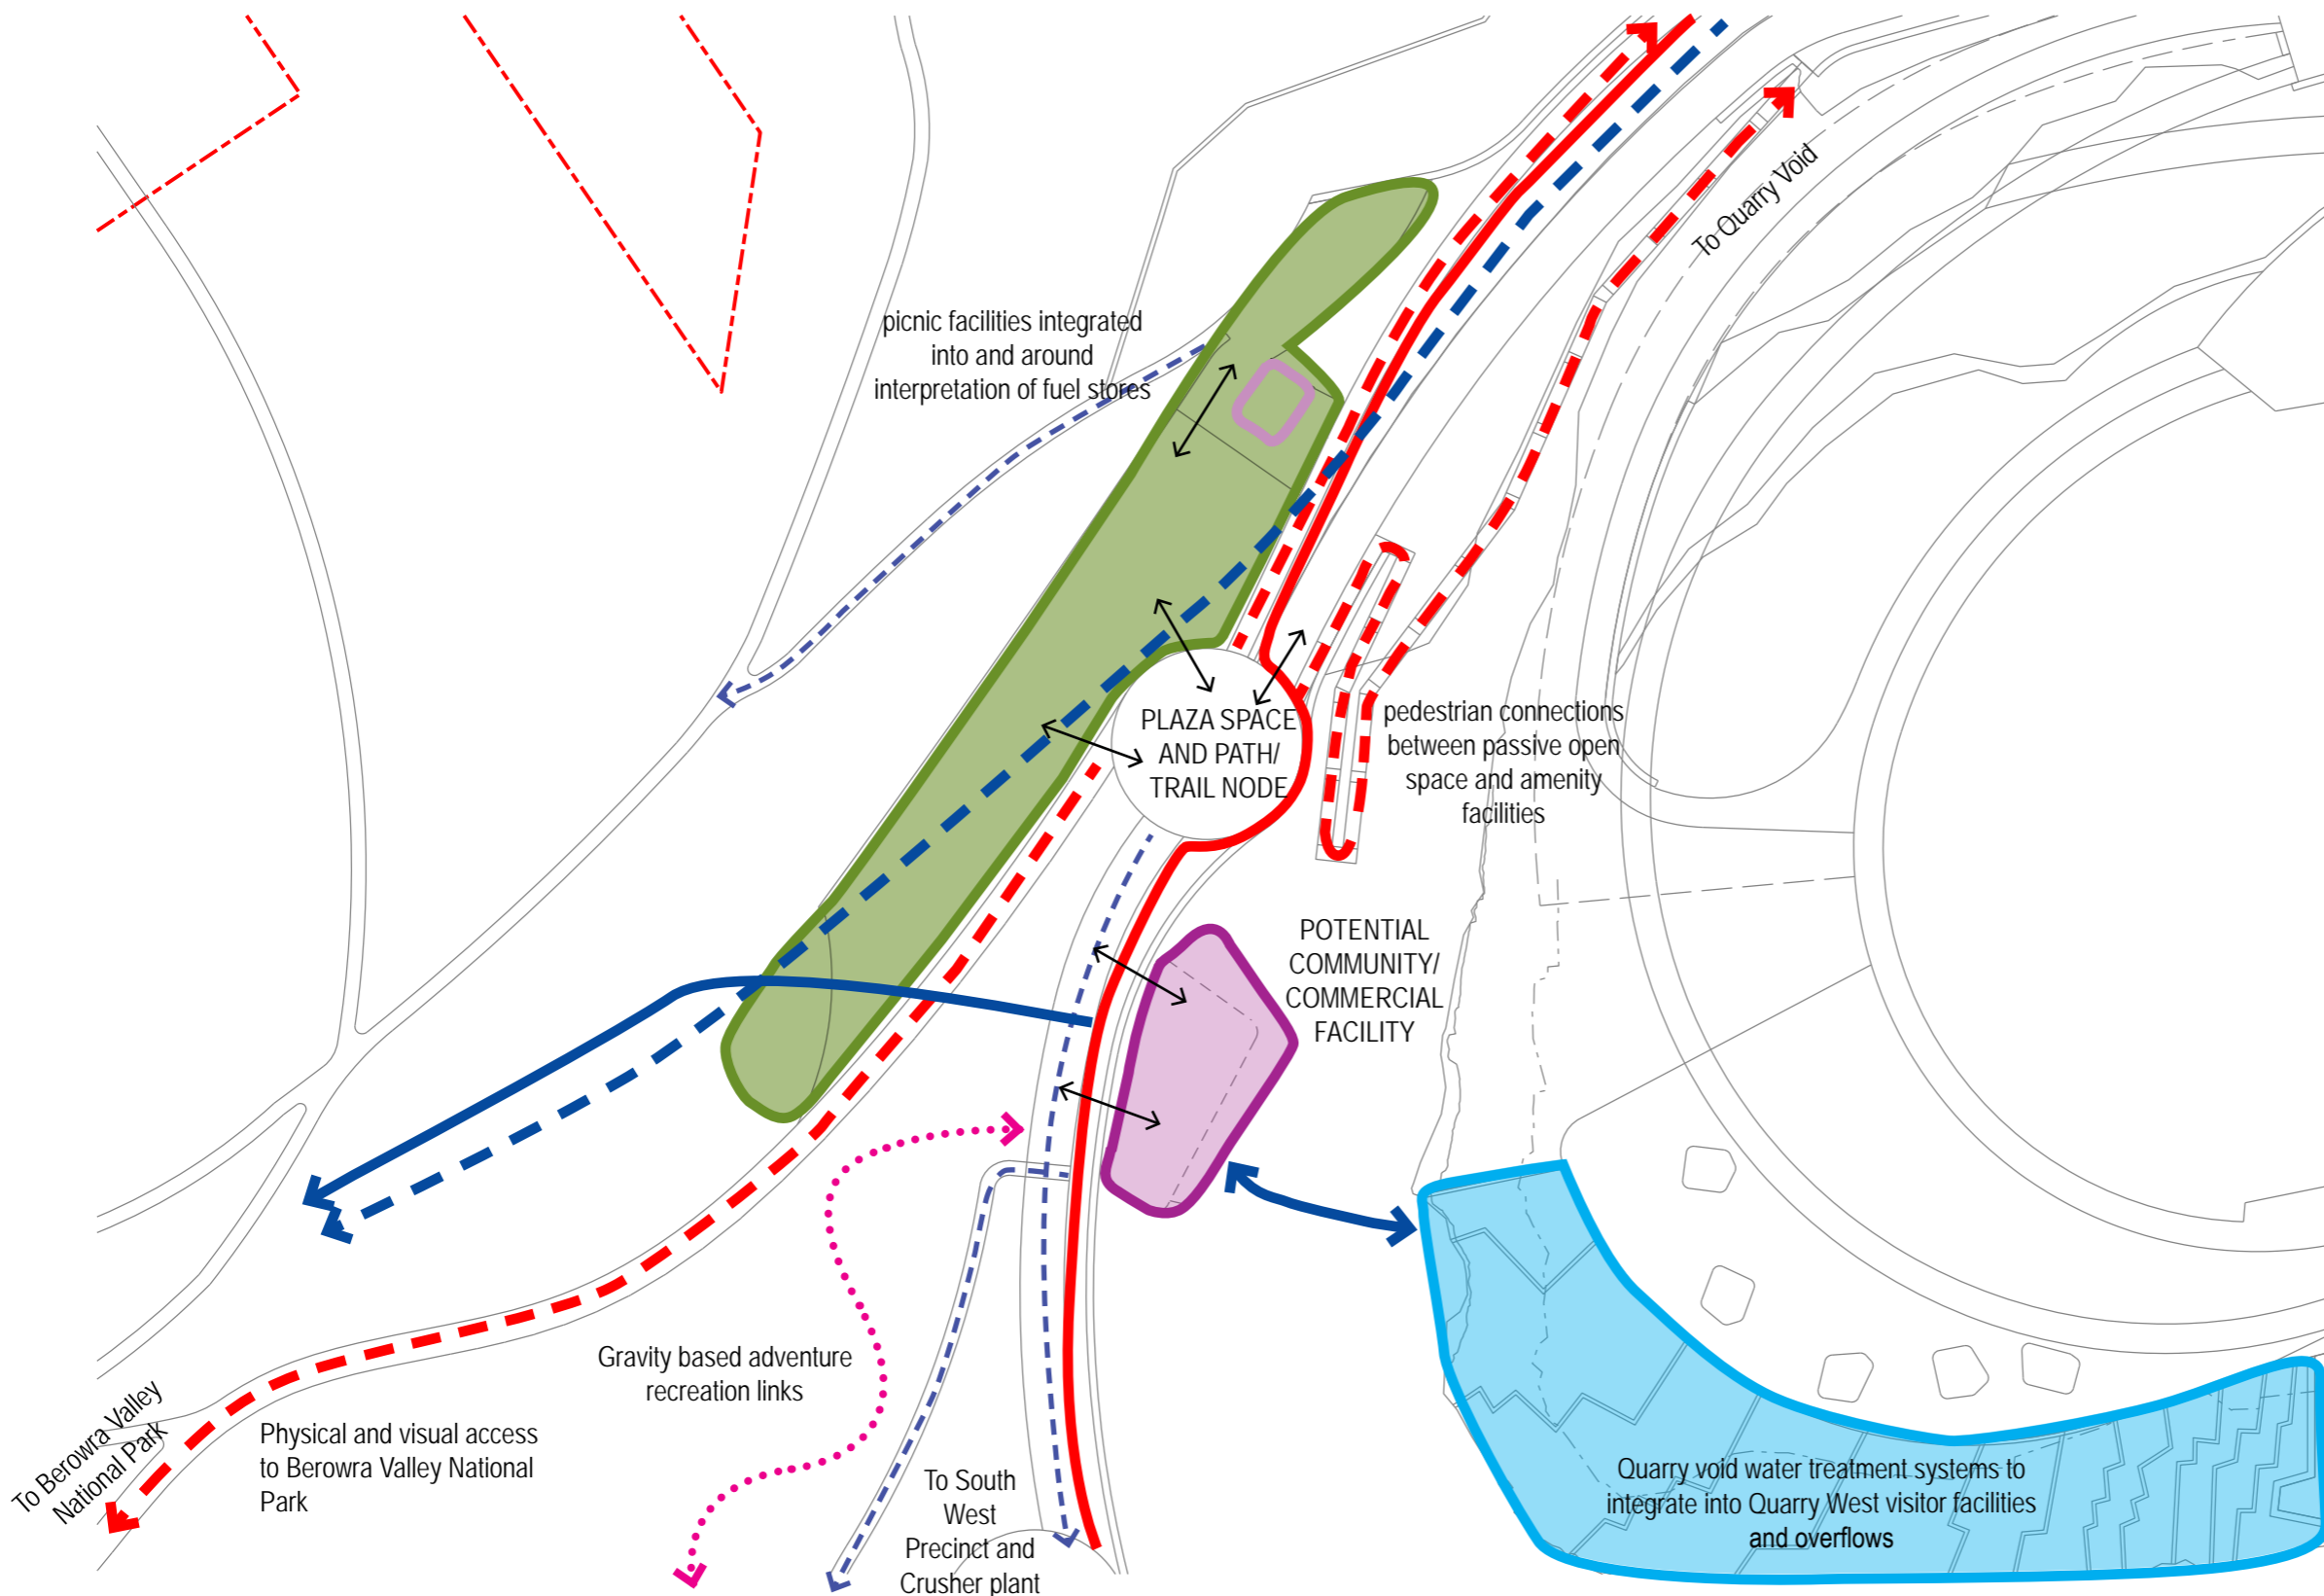 To Quarry Void
picnic facilities integrated
into and around
interpretation of fuel stores
PLAZA SPACE
AND PATH/
TRAIL NODE
pedestrian connections
between passive open
space and amenity
facilities
POTENTIAL
COMMUNITY/
COMMERCIAL
FACILITY
Gravity based adventure
recreation links
To Berowra Valley
National Park
Physical and visual access
to Berowra Valley National
Park
To South
West
Precinct and
Crusher plant
Quarry void water treatment systems to
integrate into Quarry West visitor facilities
and overflows